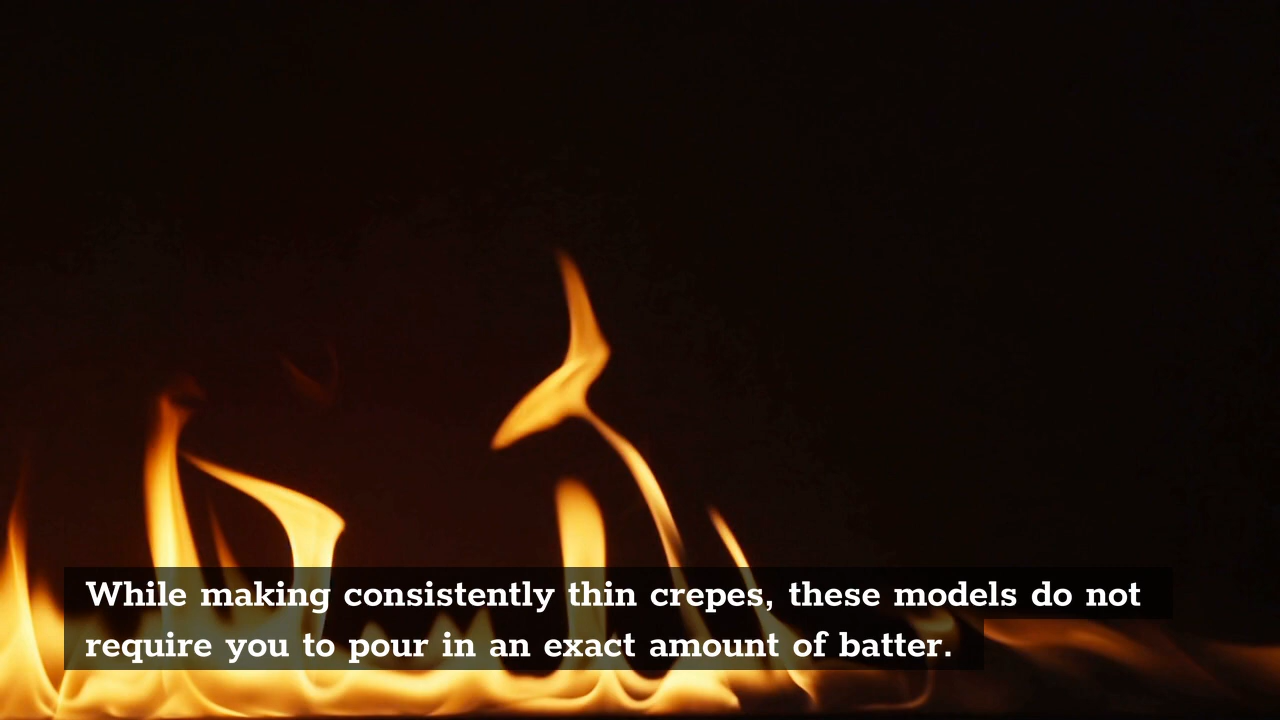 While making consistently thin crepes, these models do not
require you to pour in an exact amount of batter.